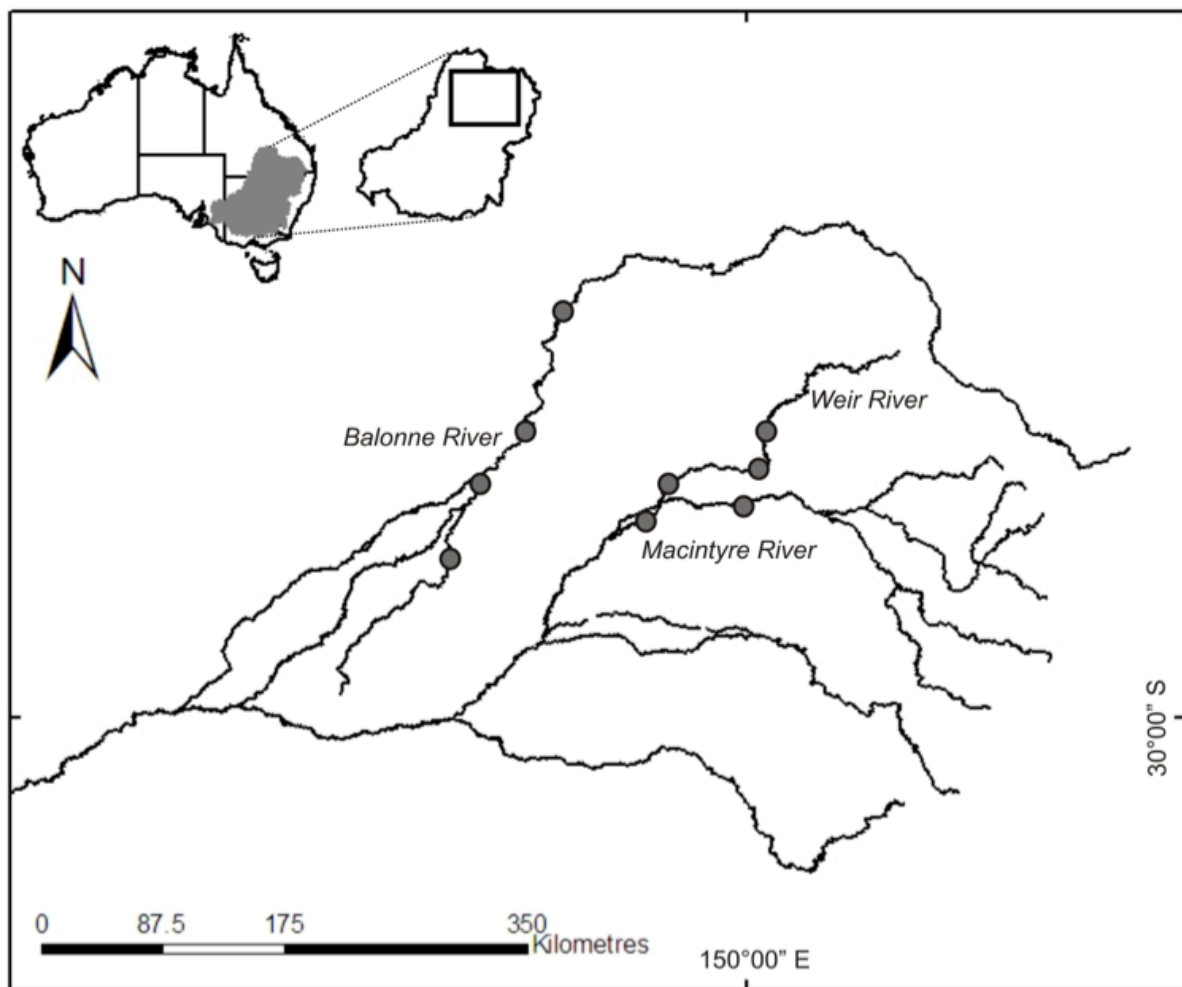 N
Weir River
Balonne River
Macintyre River
30°00” S
0 87.5 175 350
Kilometres
150°00” E